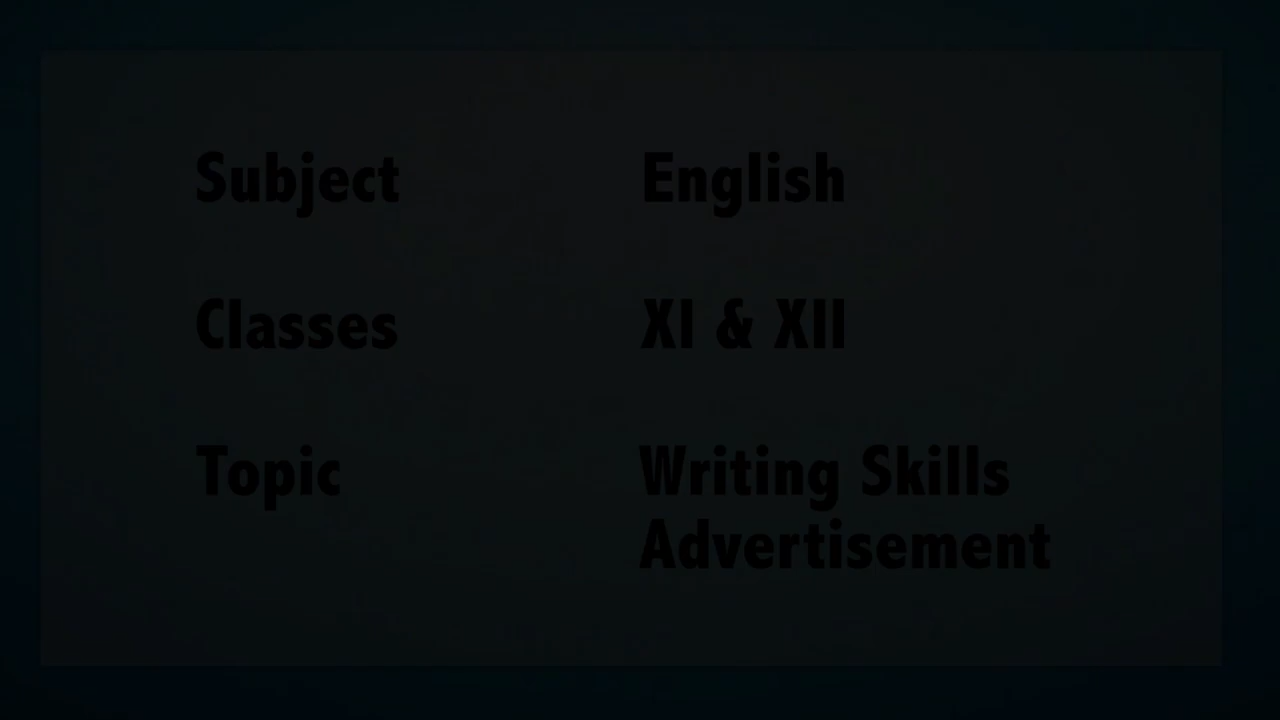 Subject English
Classes XI & XII
Topic Writing Skills
Advertisement